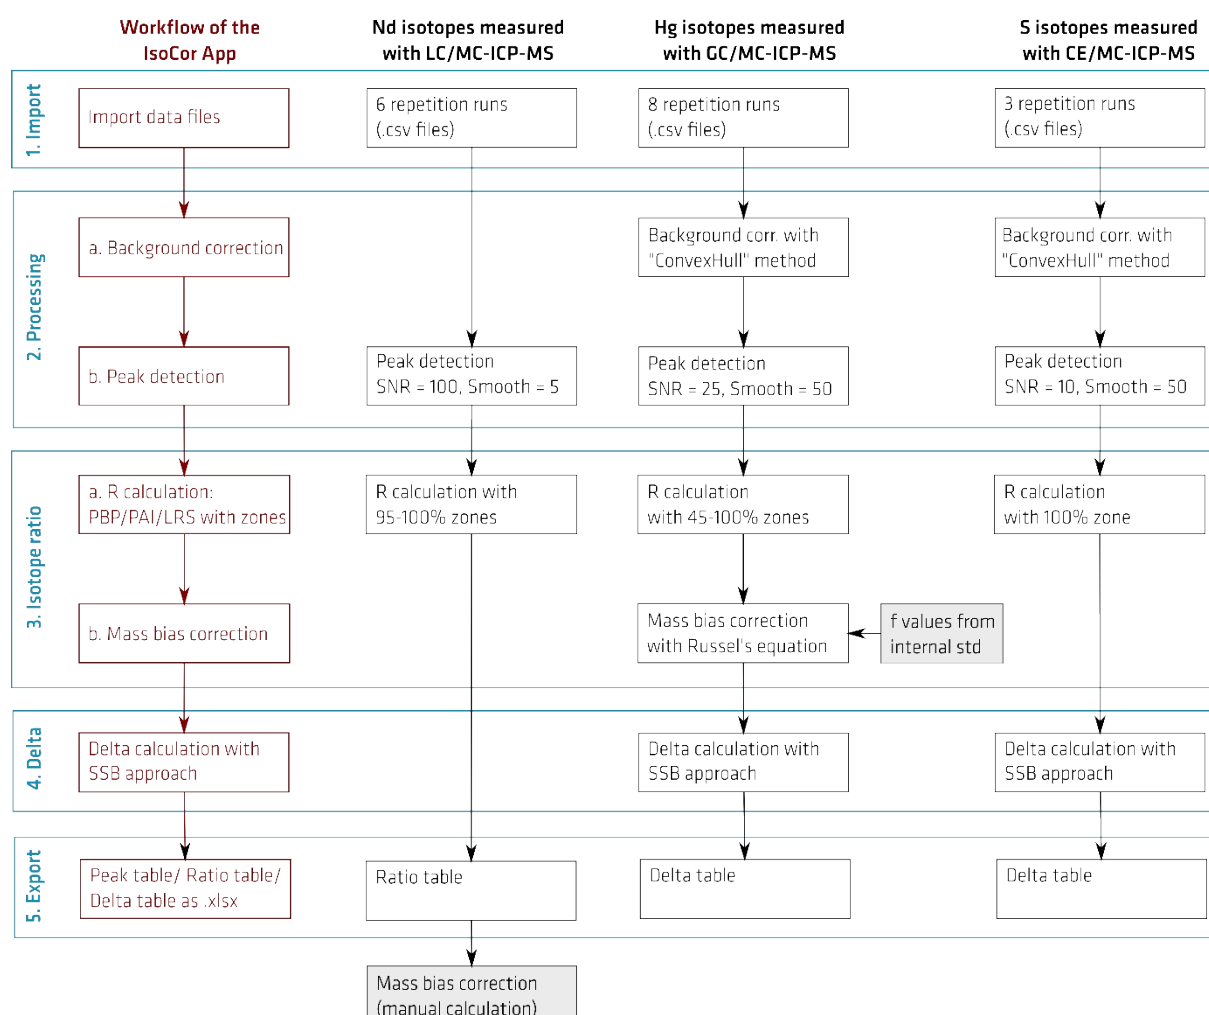 Workflow of the
IsoCor App
Nd isotopes measured
with LC/MC-ICP-MS
Hg isotopes measured
with GC/MC-ICP-MS
S isotopes measured
with CE/MC-ICP-MS
1. Import
Import data files
6 repetition runs
(.csv files)
8 repetition runs
(.csv files)
3 repetition runs
(.csv files)
2. Processing
a. Background correction
Background corr. with
"ConvexHull" method
Background corr. with
"ConvexHull" method
b. Peak detection
Peak detection
SNR = 100, Smooth = 5
Peak detection
SNR = 25, Smooth = 50
Peak detection
SNR = 10, Smooth = 50
3. Isotope ratio
a. R calculation:
PBP/PAI/LRS with zones
R calculation with
95-100% zones
R calculation
with 45-100% zones
R calculation
with 100% zone
b. Mass bias correction
Mass bias correction
with Russel's equation
f values from
internal std
4. Delta
Delta calculation with
SSB approach
Delta calculation with
SSB approach
Delta calculation with
SSB approach
5. Export
Peak table/ Ratio table/
Delta table as .xlsx
Ratio table
Delta table
Delta table
Mass bias correction
(manual calculation)